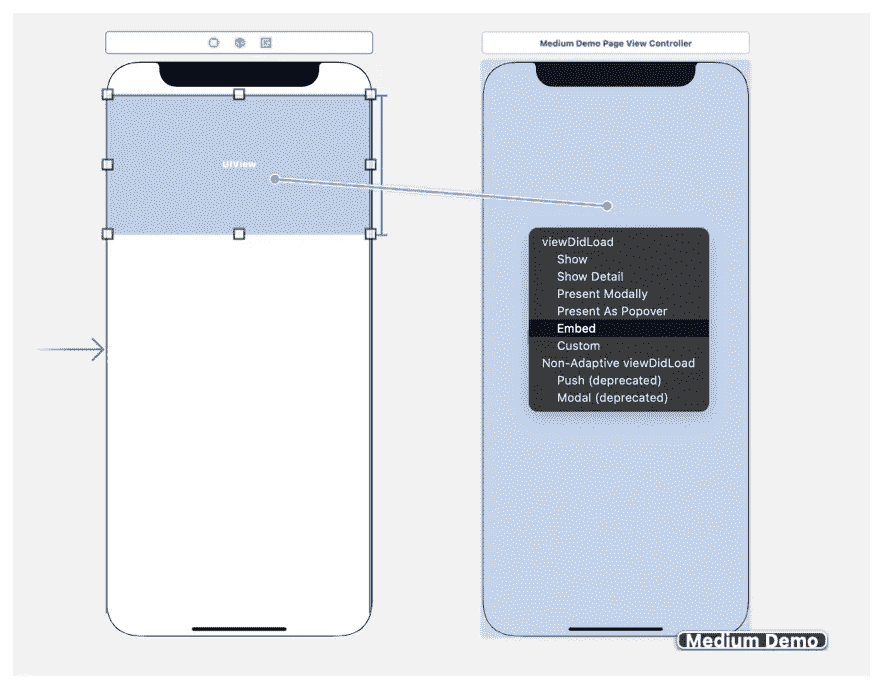 Medium Demo Page View Controller
UIView
viewDidLoad
Show
Show Detail
Present Modally
Present As Popover
Embed
Custom
Non-Adaptive viewDidLoad
Push (deprecated)
Modal (deprecated)
Medium Demo